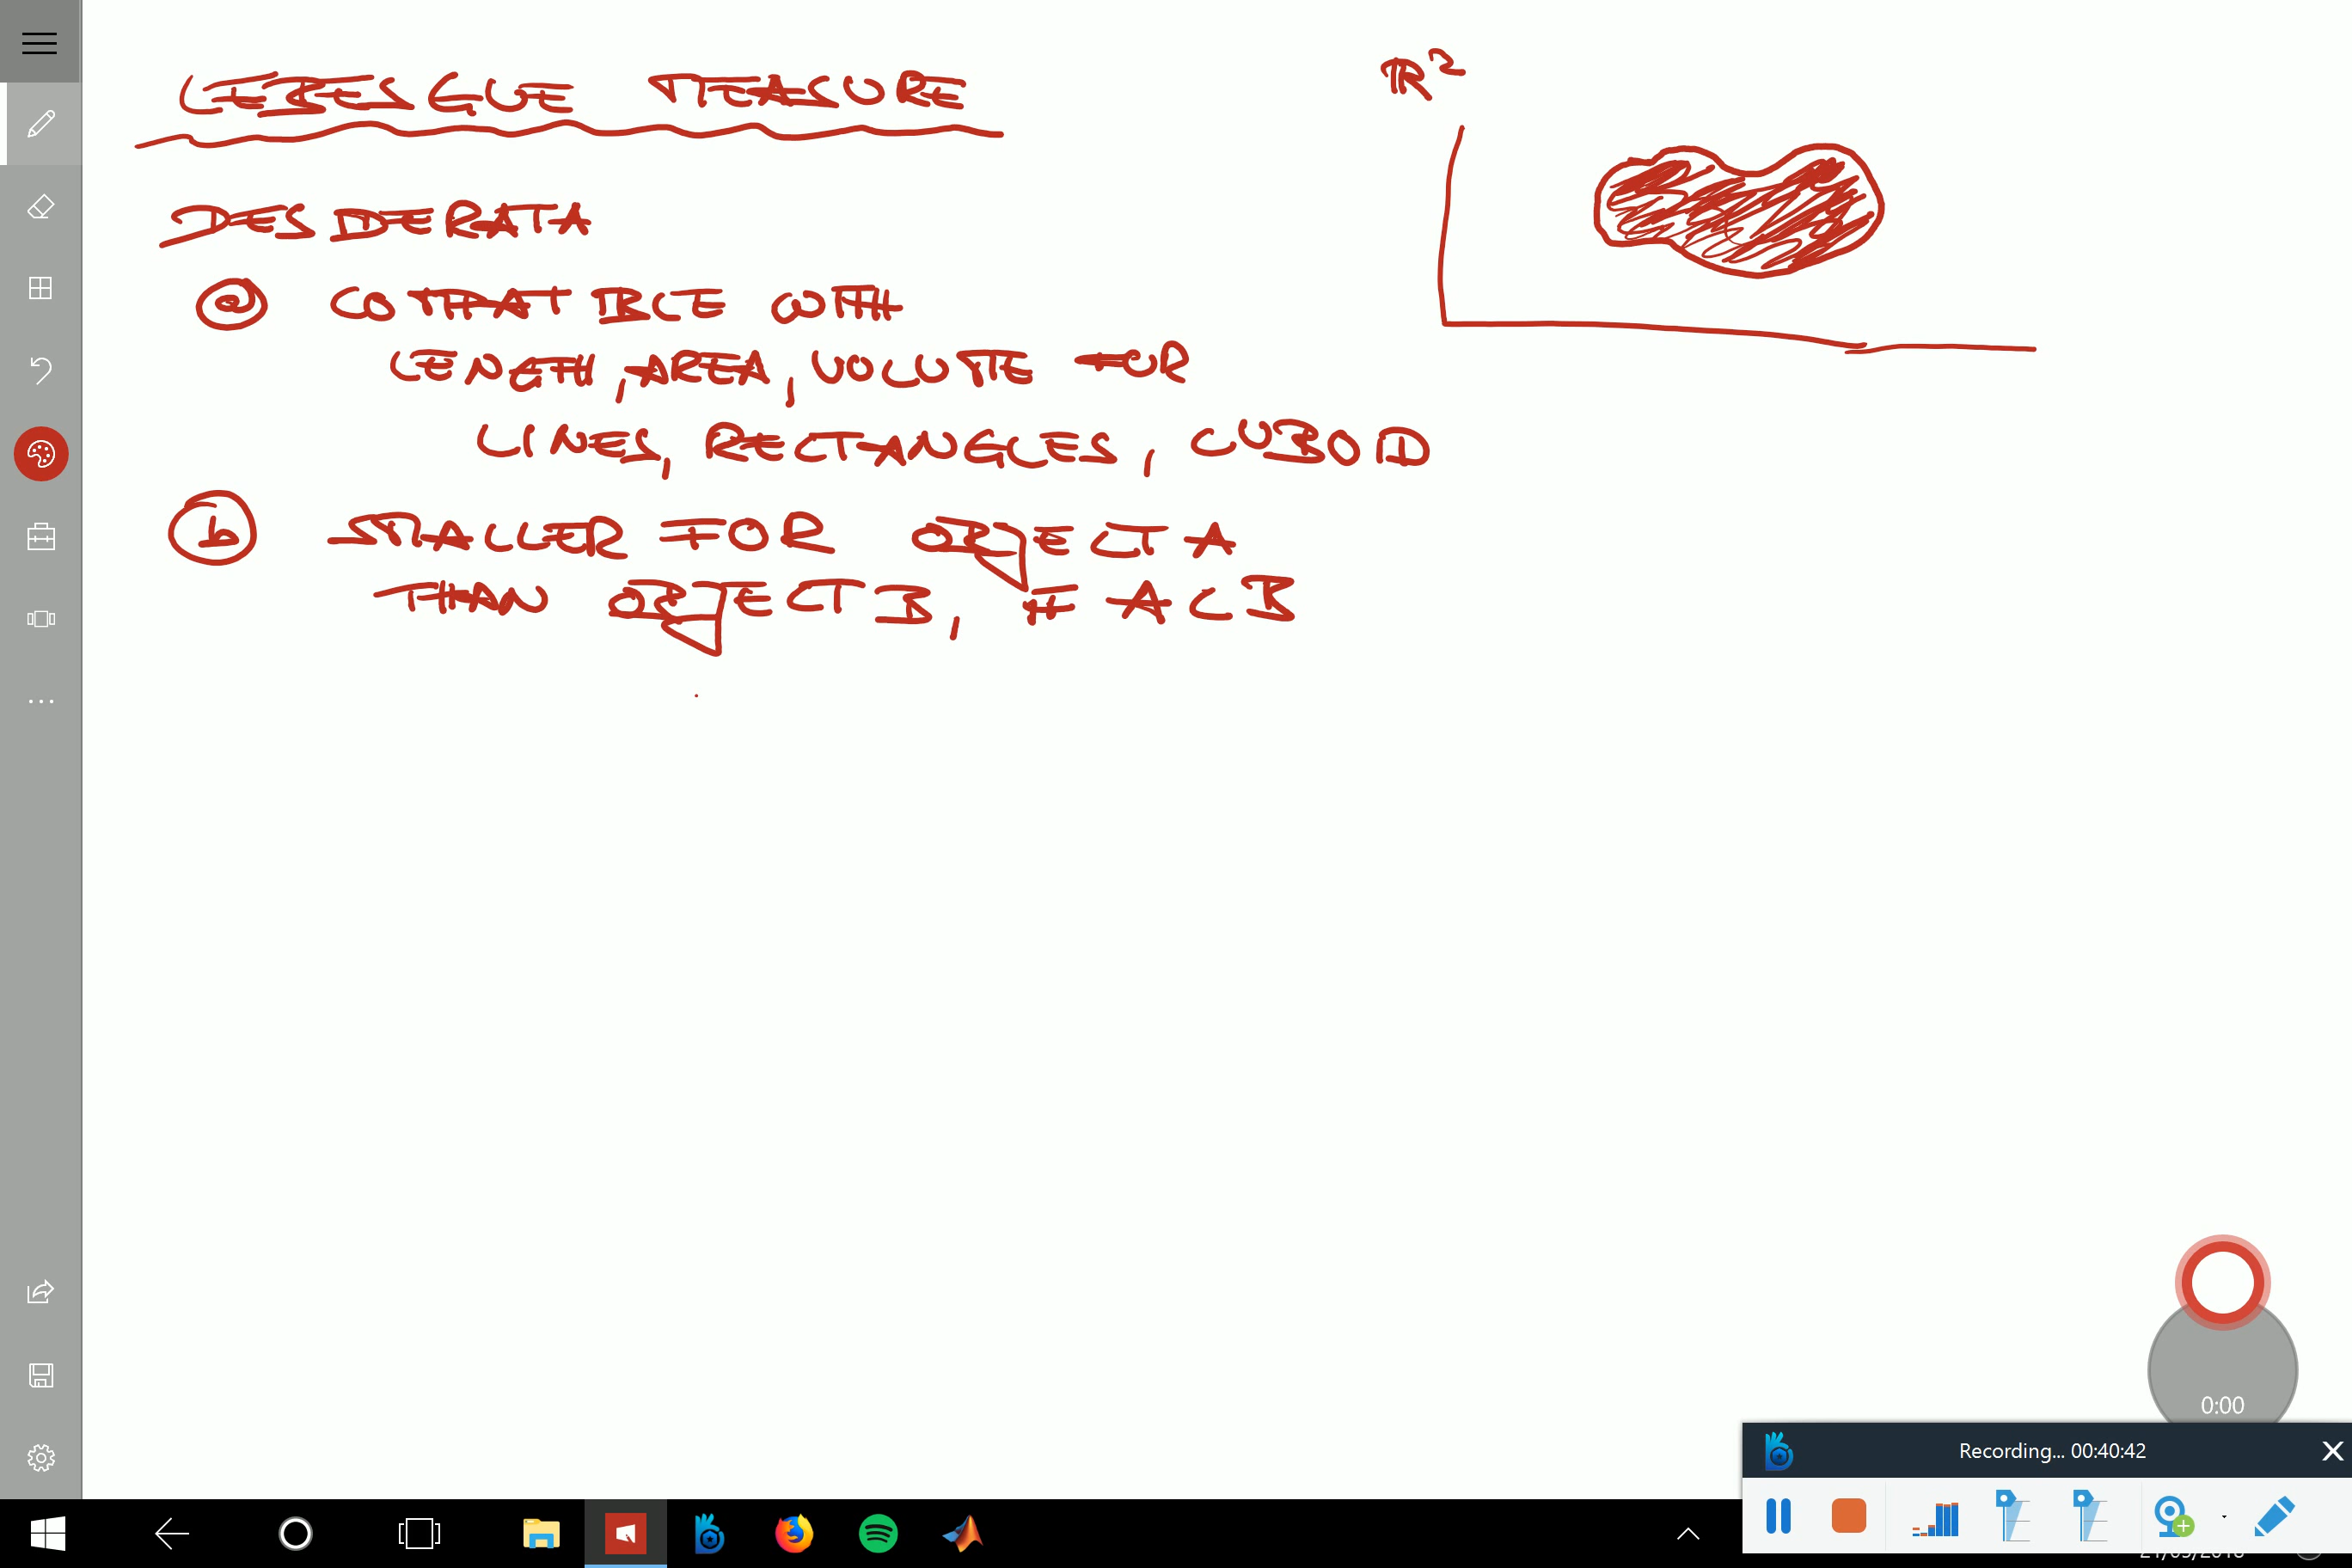 LEBESGUE MEASURE
R²
DESIDERATA
a COMPATIBLE WITH
LENGTH, AREA, VOLUME FOR
LINES, RECTANGLES, CUBOID
b SMALLER FOR OBJECT A
THAN OBJECT B, IF A ⊂ B
0:00
Recording... 00:40:42